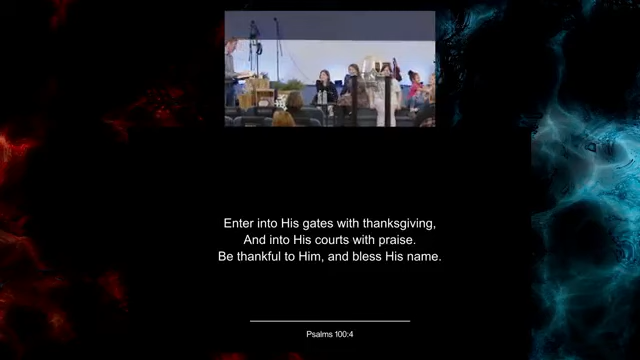 Enter into His gates with thanksgiving,
And into His courts with praise.
Be thankful to Him, and bless His name.
Psalms 100:4